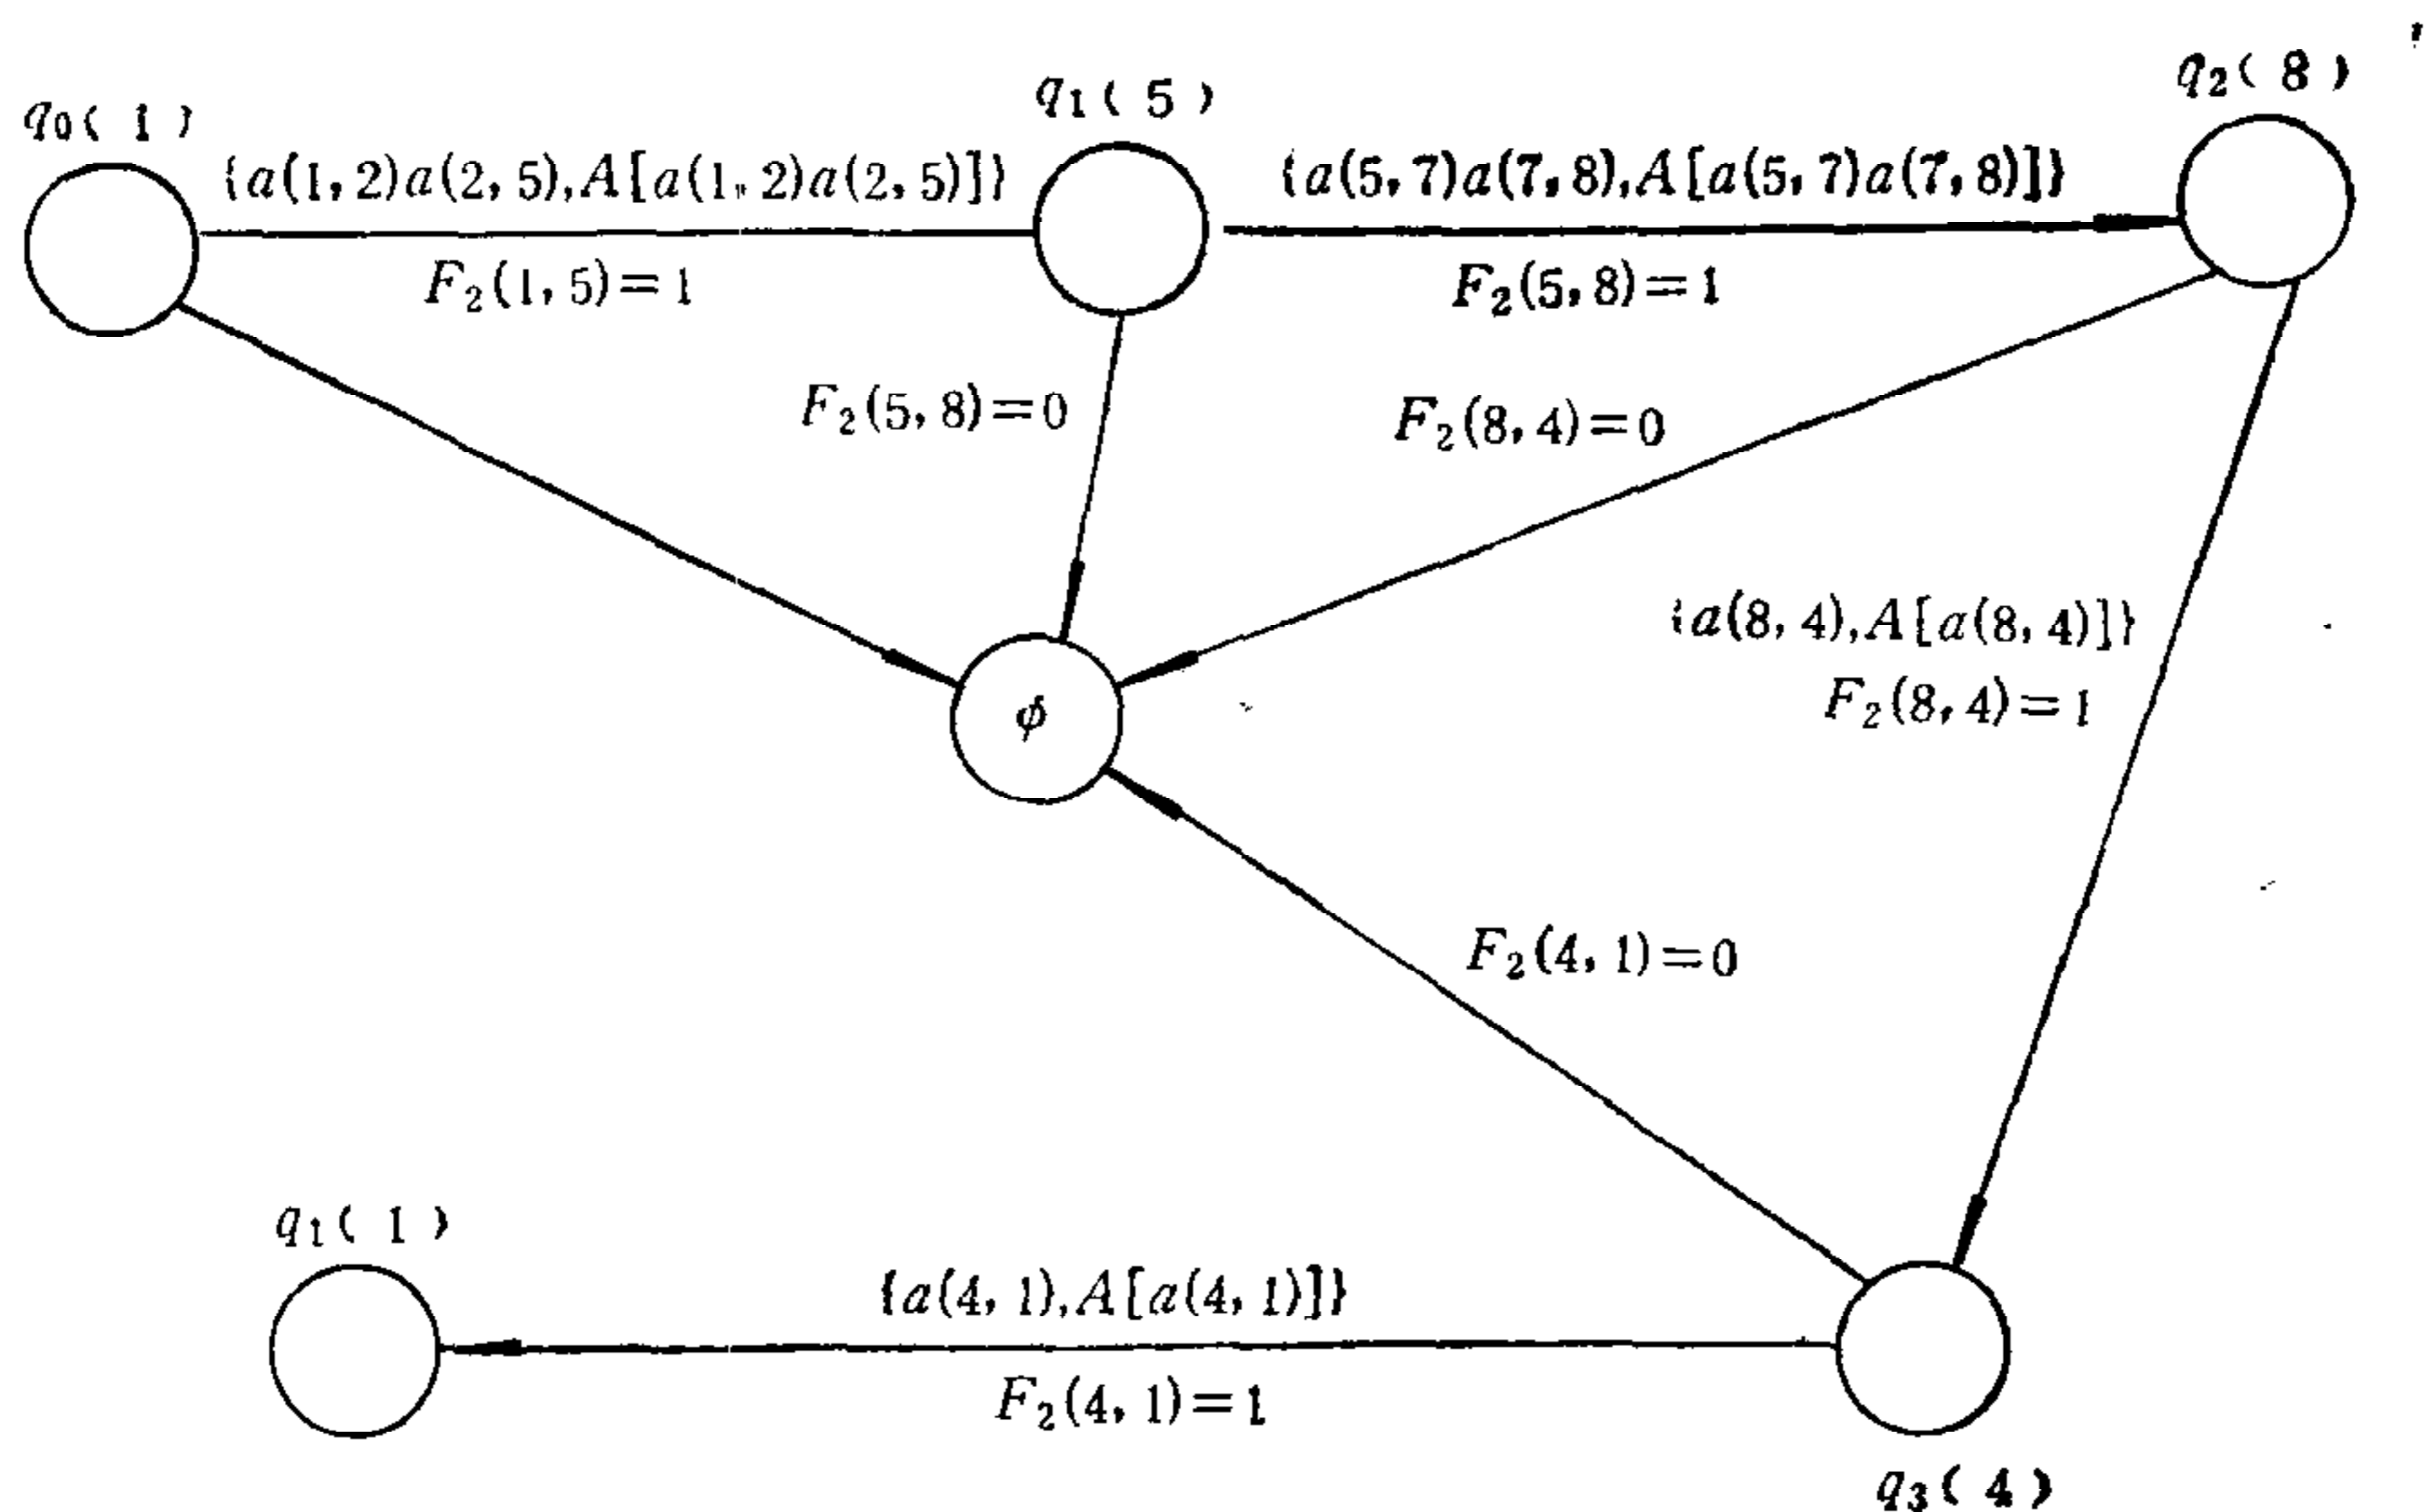 q₀( 1 )
q₁( 5 )
q₂( 8 )
{a(1, 2)a(2, 5), A[a(1, 2)a(2, 5)]}
F₂(1, 5)=1
{a(5, 7)a(7, 8), A[a(5, 7)a(7, 8)]}
F₂(5, 8)=1
F₂(5, 8)=0
F₂(8, 4)=0
{a(8, 4), A[a(8, 4)]}
F₂(8, 4)=1
φ
F₂(4, 1)=0
q₁( 1 )
{a(4, 1), A[a(4, 1)]}
F₂(4, 1)=1
q₃( 4 )